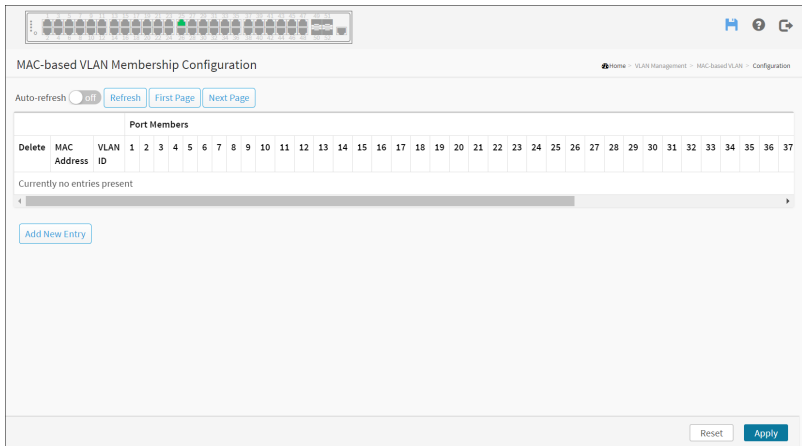 MAC-based VLAN Membership Configuration
Home > VLAN Management > MAC-based VLAN > Configuration
Auto-refresh off Refresh First Page Next Page
Port Members
Delete MAC Address VLAN ID 1 2 3 4 5 6 7 8 9 10 11 12 13 14 15 16 17 18 19 20 21 22 23 24 25 26 27 28 29 30 31 32 33 34 35 36 37
Currently no entries present
Add New Entry
Reset Apply